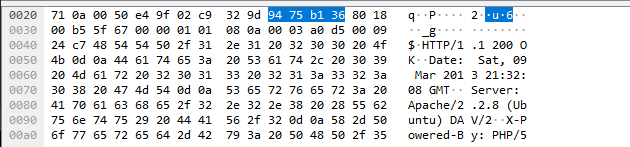 0020 71 0a 00 50 e4 9f 02 c9 32 9d 94 75 b1 36 80 18 q··P····2··u·6··
0030 00 b5 5f 67 00 00 01 01 08 0a 00 03 a0 d5 00 09 ··_g············
0040 24 c7 48 54 54 50 2f 31 2e 31 20 32 30 30 20 4f $·HTTP/1 .1 200 O
0050 4b 0d 0a 44 61 74 65 3a 20 53 61 74 2c 20 30 39 K··Date: Sat, 09
0060 20 4d 61 72 20 32 30 31 33 20 32 31 3a 33 32 3a Mar 201 3 21:32:
0070 30 38 20 47 4d 54 0d 0a 53 65 72 76 65 72 3a 20 08 GMT·· Server:
0080 41 70 61 63 68 65 2f 32 2e 32 2e 38 20 28 55 62 Apache/2 .2.8 (Ub
0090 75 6e 74 75 29 20 44 41 56 2f 32 0d 0a 58 2d 50 untu) DA V/2··X-P
00a0 6f 77 65 72 65 64 2d 42 79 3a 20 50 48 50 2f 35 owered-B y: PHP/5